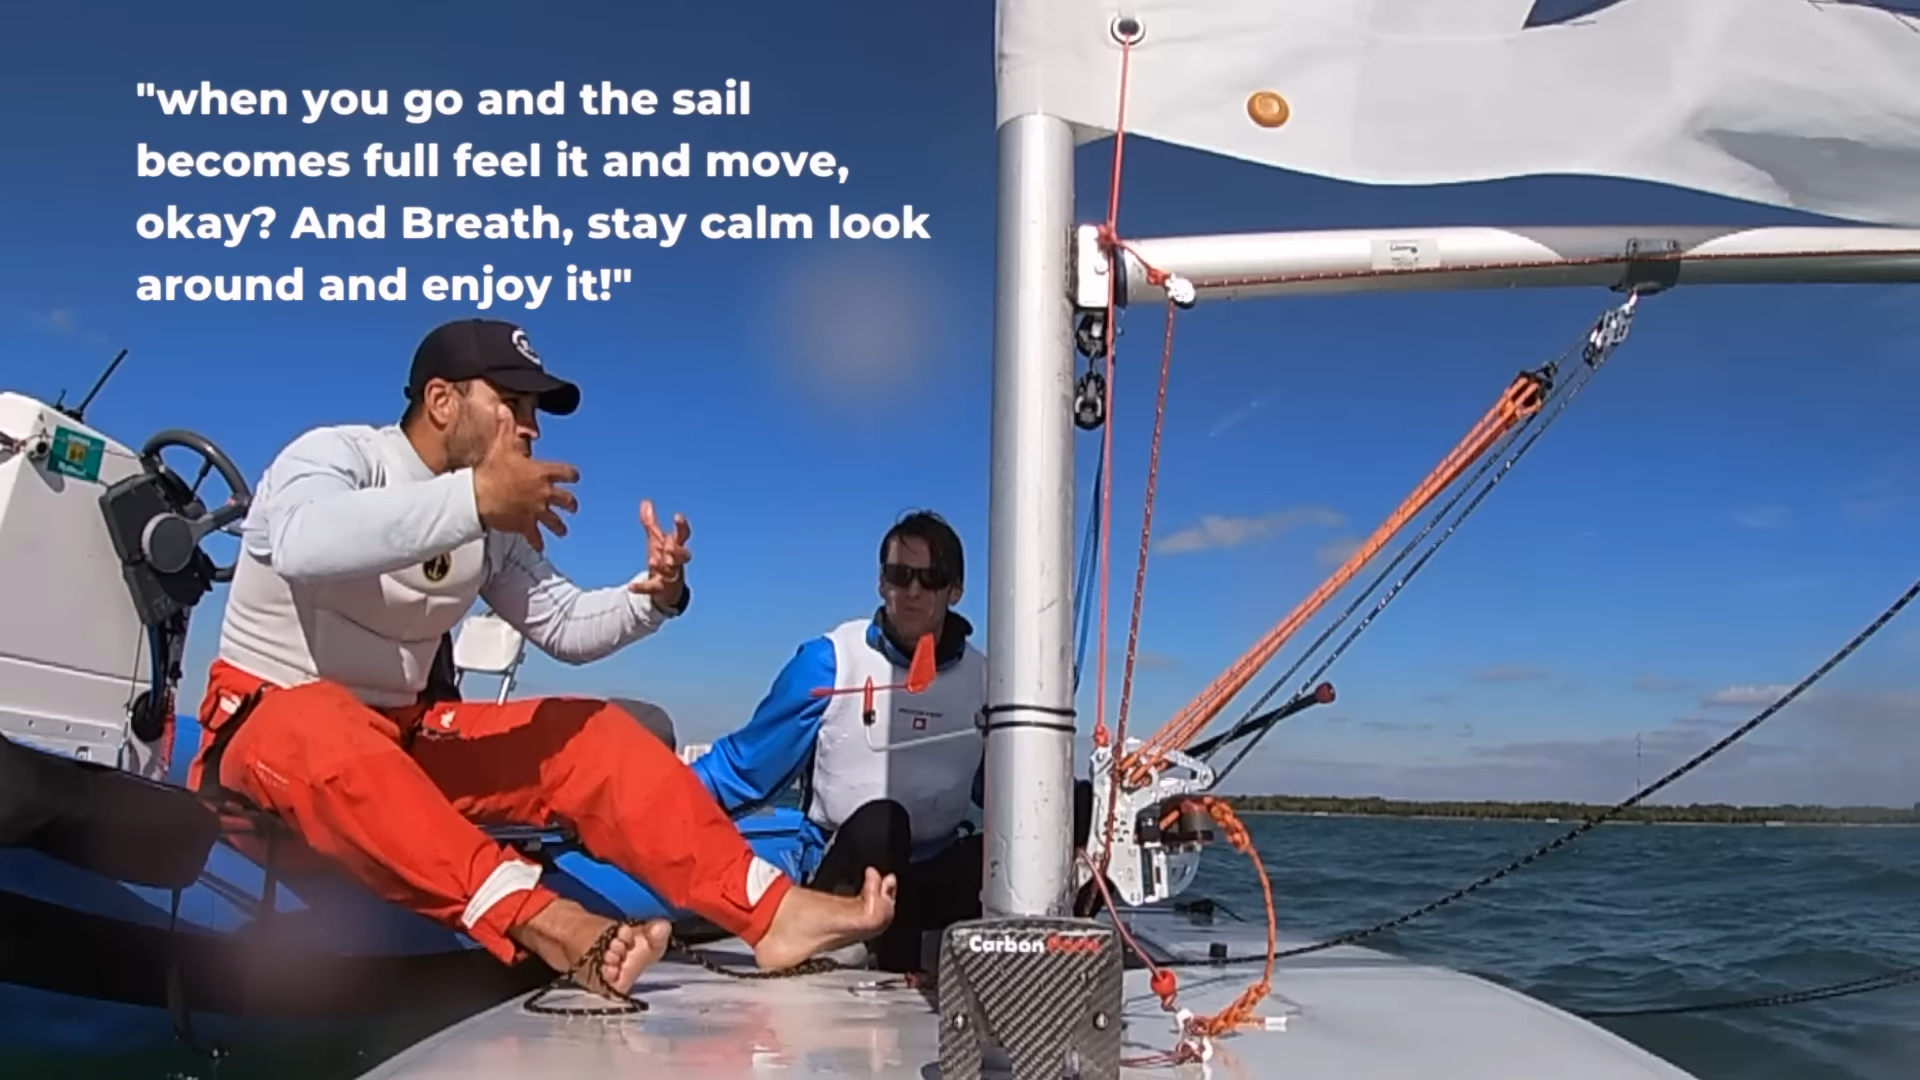 "when you go and the sail
becomes full feel it and move,
okay? And Breath, stay calm look
around and enjoy it!"
Carbon Parts